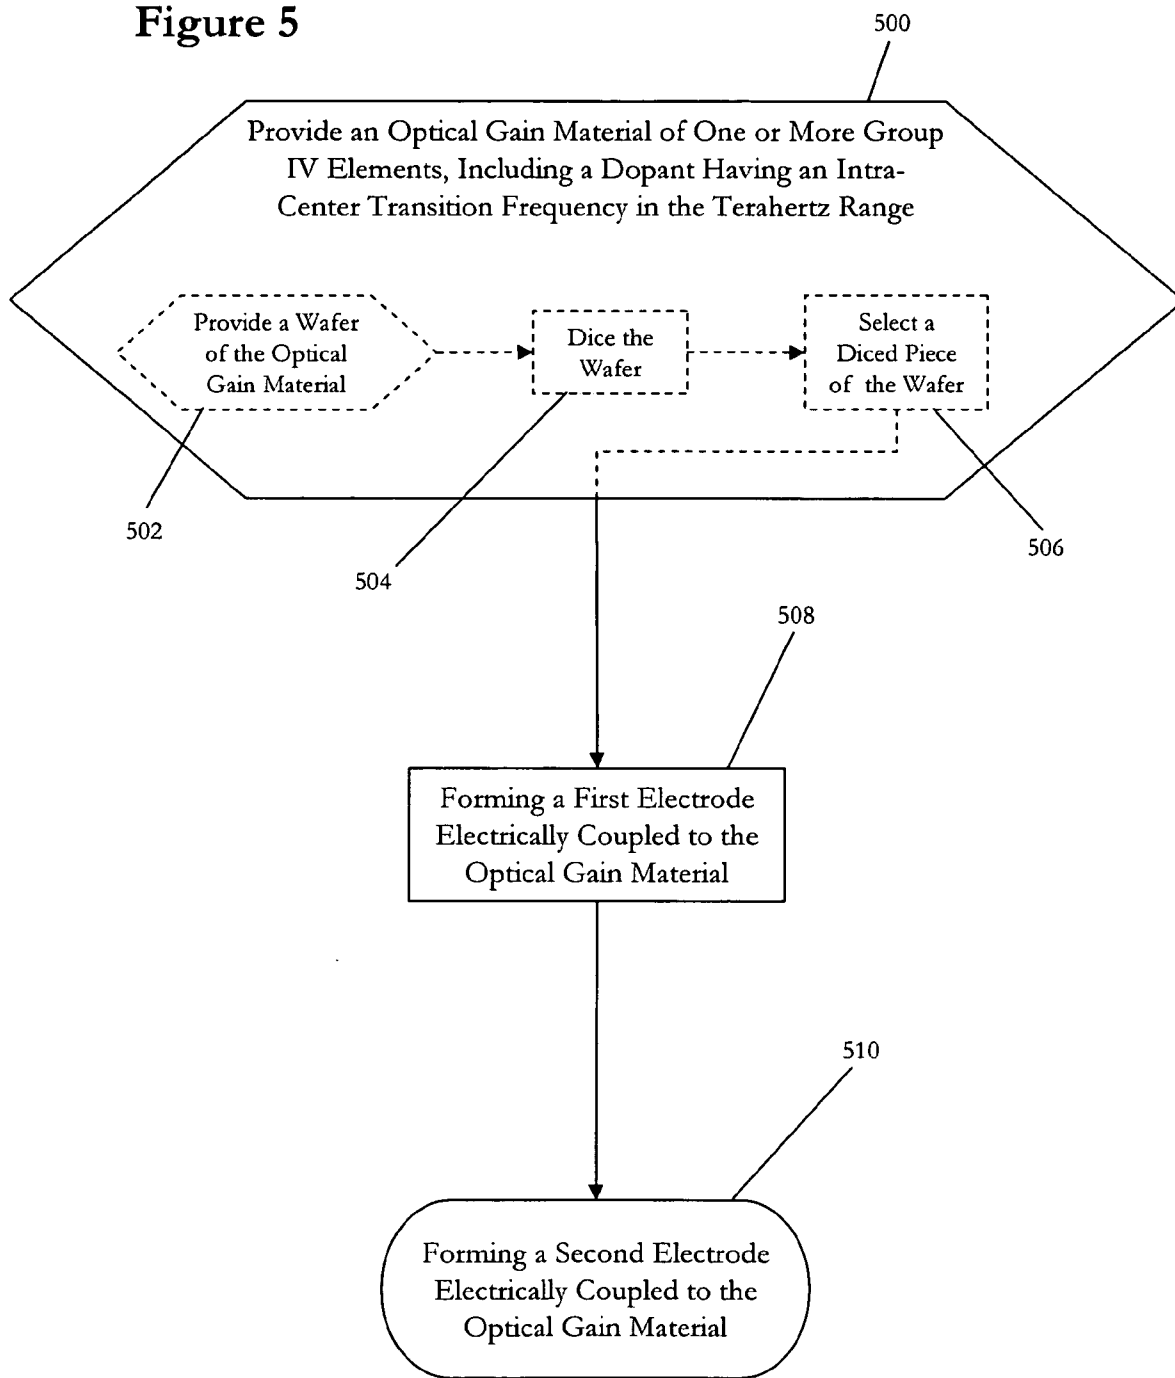 Figure 5
500
Provide an Optical Gain Material of One or More Group
IV Elements, Including a Dopant Having an Intra-
Center Transition Frequency in the Terahertz Range
Provide a Wafer
of the Optical
Gain Material
Dice the
Wafer
Select a
Diced Piece
of the Wafer
502
504
506
508
Forming a First Electrode
Electrically Coupled to the
Optical Gain Material
510
Forming a Second Electrode
Electrically Coupled to the
Optical Gain Material